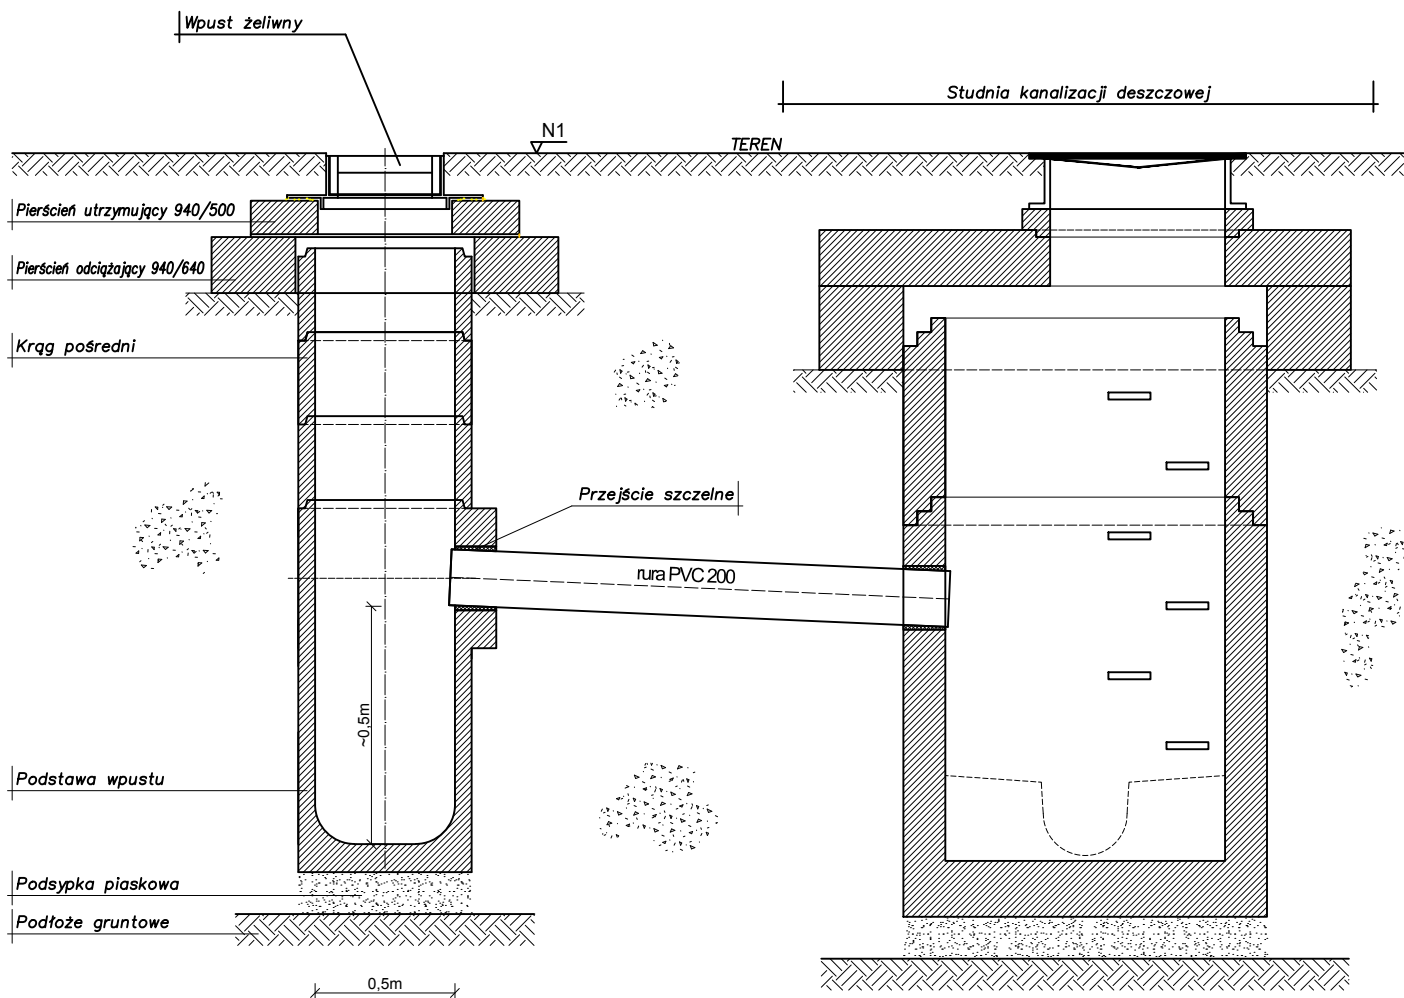 Wpust żeliwny
Studnia kanalizacji deszczowej
N1
TEREN
Pierścień utrzymujący 940/500
Pierścień odciążający 940/640
Krąg pośredni
Przejście szczelne
rura PVC 200
~0,5m
Podstawa wpustu
Podsypka piaskowa
Podłoże gruntowe
0,5m